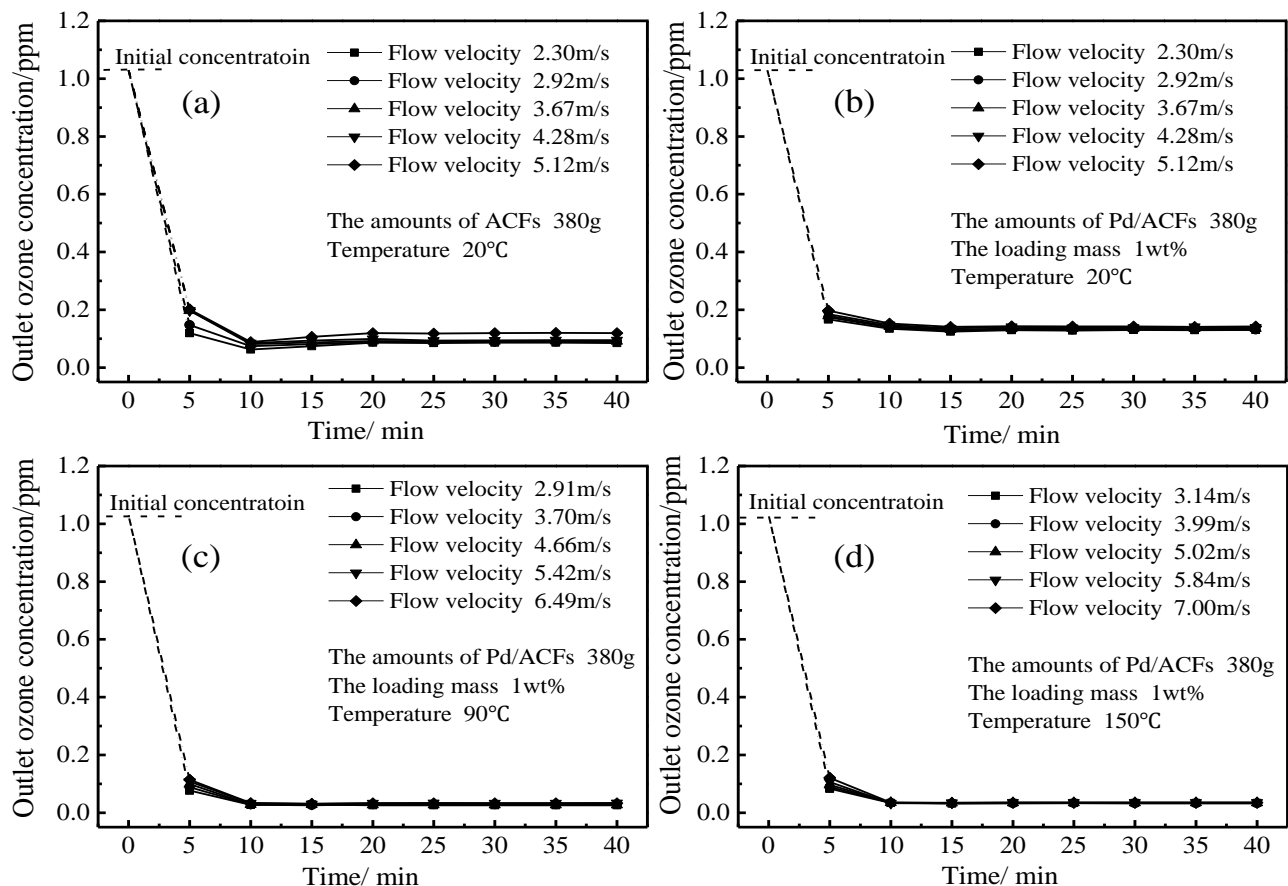 Outlet ozone concentration/ppm
1.2
1.0
0.8
0.6
0.4
0.2
0.0
Initial concentratoin
(a)
Flow velocity 2.30m/s
Flow velocity 2.92m/s
Flow velocity 3.67m/s
Flow velocity 4.28m/s
Flow velocity 5.12m/s
The amounts of ACFs 380g
Temperature 20℃
0 5 10 15 20 25 30 35 40
Time/ min
Outlet ozone concentration/ppm
1.2
1.0
0.8
0.6
0.4
0.2
0.0
Initial concentratoin
(b)
Flow velocity 2.30m/s
Flow velocity 2.92m/s
Flow velocity 3.67m/s
Flow velocity 4.28m/s
Flow velocity 5.12m/s
The amounts of Pd/ACFs 380g
The loading mass 1wt%
Temperature 20℃
0 5 10 15 20 25 30 35 40
Time/ min
Outlet ozone concentration/ppm
1.2
1.0
0.8
0.6
0.4
0.2
0.0
Initial concentratoin
(c)
Flow velocity 2.91m/s
Flow velocity 3.70m/s
Flow velocity 4.66m/s
Flow velocity 5.42m/s
Flow velocity 6.49m/s
The amounts of Pd/ACFs 380g
The loading mass 1wt%
Temperature 90℃
0 5 10 15 20 25 30 35 40
Time/ min
Outlet ozone concentration/ppm
1.2
1.0
0.8
0.6
0.4
0.2
0.0
Initial concentratoin
(d)
Flow velocity 3.14m/s
Flow velocity 3.99m/s
Flow velocity 5.02m/s
Flow velocity 5.84m/s
Flow velocity 7.00m/s
The amounts of Pd/ACFs 380g
The loading mass 1wt%
Temperature 150℃
0 5 10 15 20 25 30 35 40
Time/ min